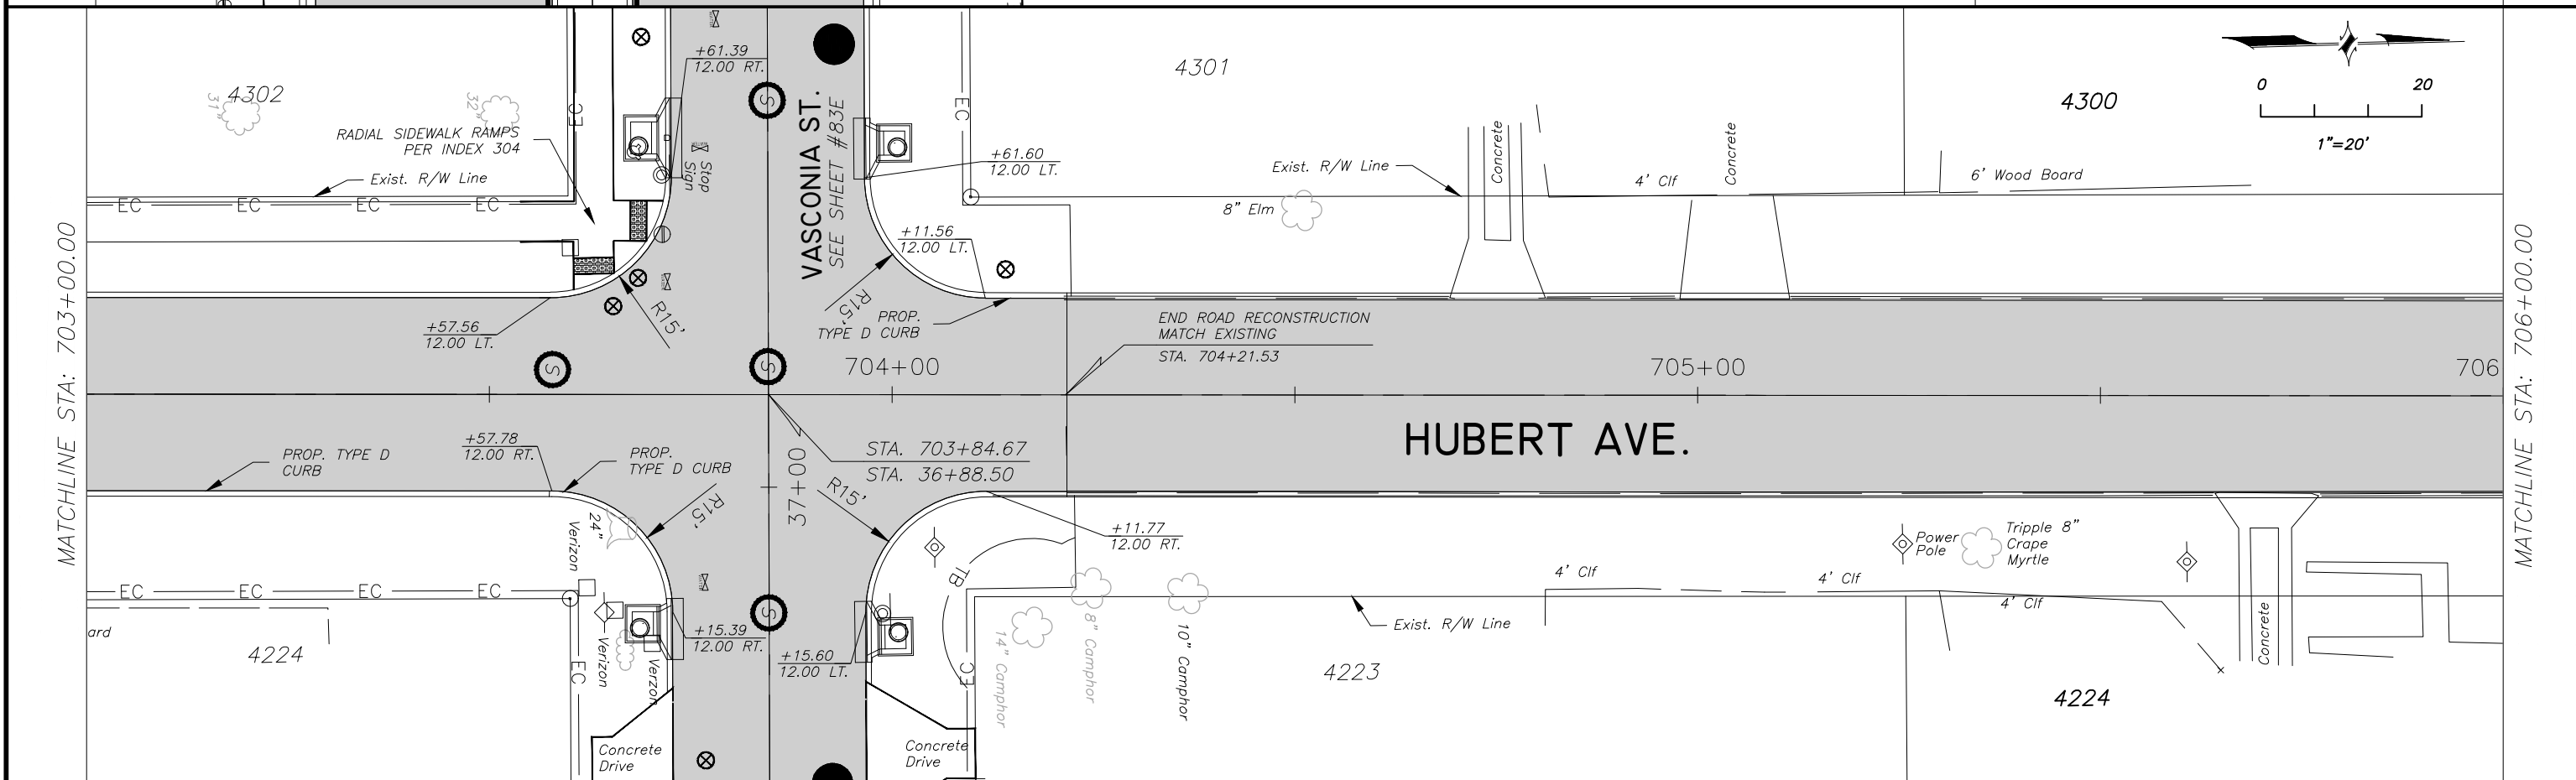 4302
31"
32"
RADIAL SIDEWALK RAMPS
PER INDEX 304
Exist. R/W Line
EC
EC
EC
EC
EC
MATCHLINE STA: 703+00.00
+61.39
12.00 RT.
S
Stop
Sign
VASCONIA ST.
SEE SHEET #83E
EC
+61.60
12.00 LT.
+11.56
12.00 LT.
4301
8" Elm
Exist. R/W Line
Concrete
4' Clf
Concrete
6' Wood Board
4300
0 20
1"=20'
MATCHLINE STA: 706+00.00
+57.56
12.00 LT.
R15'
R15'
PROP.
TYPE D CURB
END ROAD RECONSTRUCTION
MATCH EXISTING
STA. 704+21.53
S
S
704+00
705+00
706
HUBERT AVE.
PROP. TYPE D
CURB
+57.78
12.00 RT.
PROP.
TYPE D CURB
STA. 703+84.67
STA. 36+88.50
37+00
R15'
R15'
+11.77
12.00 RT.
24"
Verizon
EC
EC
EC
EC
ard
4224
EC
Verizon
Verzon
+15.39
12.00 RT.
S
+15.60
12.00 LT.
TB
EC
14" Camphor
8" Camphor
10" Camphor
Exist. R/W Line
4223
4' Clf
4' Clf
4' Clf
Power
Pole
Tripple 8"
Crape
Myrtle
Concrete
4224
Concrete
Drive
Concrete
Drive